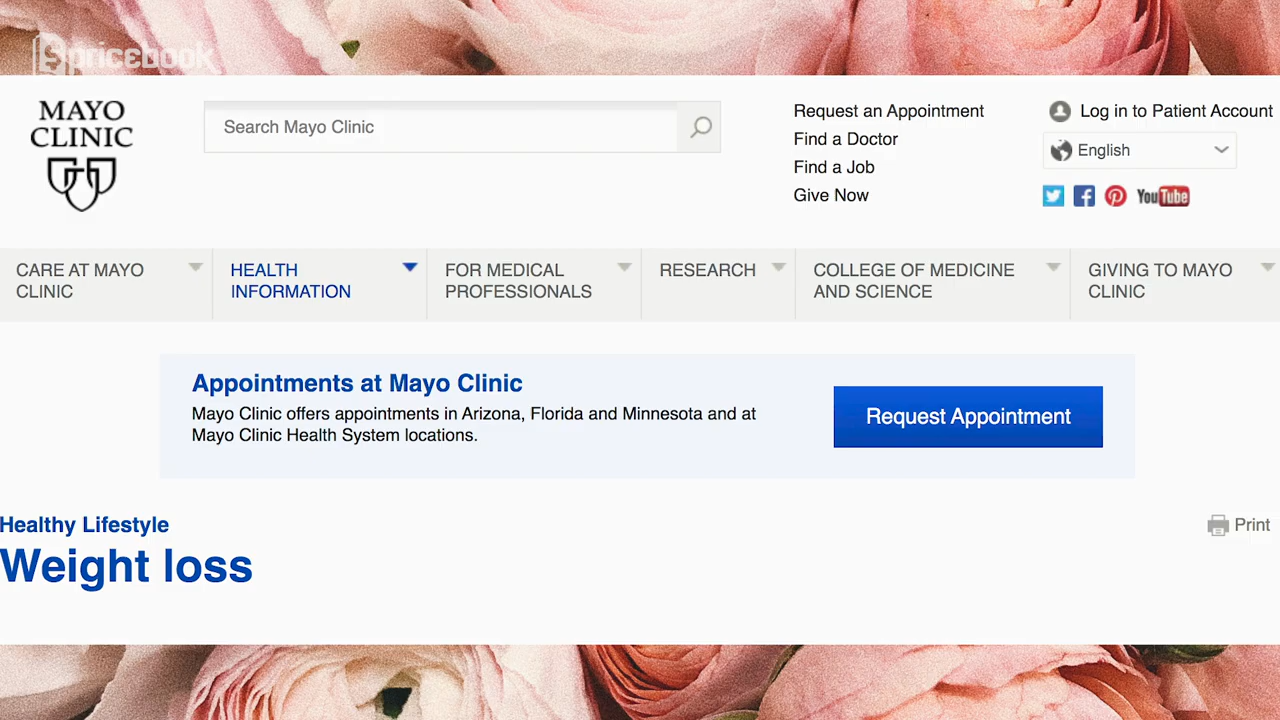 pricebook
MAYO
CLINIC
Search Mayo Clinic
Request an Appointment
Find a Doctor
Find a Job
Give Now
Log in to Patient Account
English
You Tube
CARE AT MAYO
CLINIC
HEALTH
INFORMATION
FOR MEDICAL
PROFESSIONALS
RESEARCH
COLLEGE OF MEDICINE
AND SCIENCE
GIVING TO MAYO
CLINIC
Appointments at Mayo Clinic
Mayo Clinic offers appointments in Arizona, Florida and Minnesota and at
Mayo Clinic Health System locations.
Request Appointment
Healthy Lifestyle
Print
Weight loss